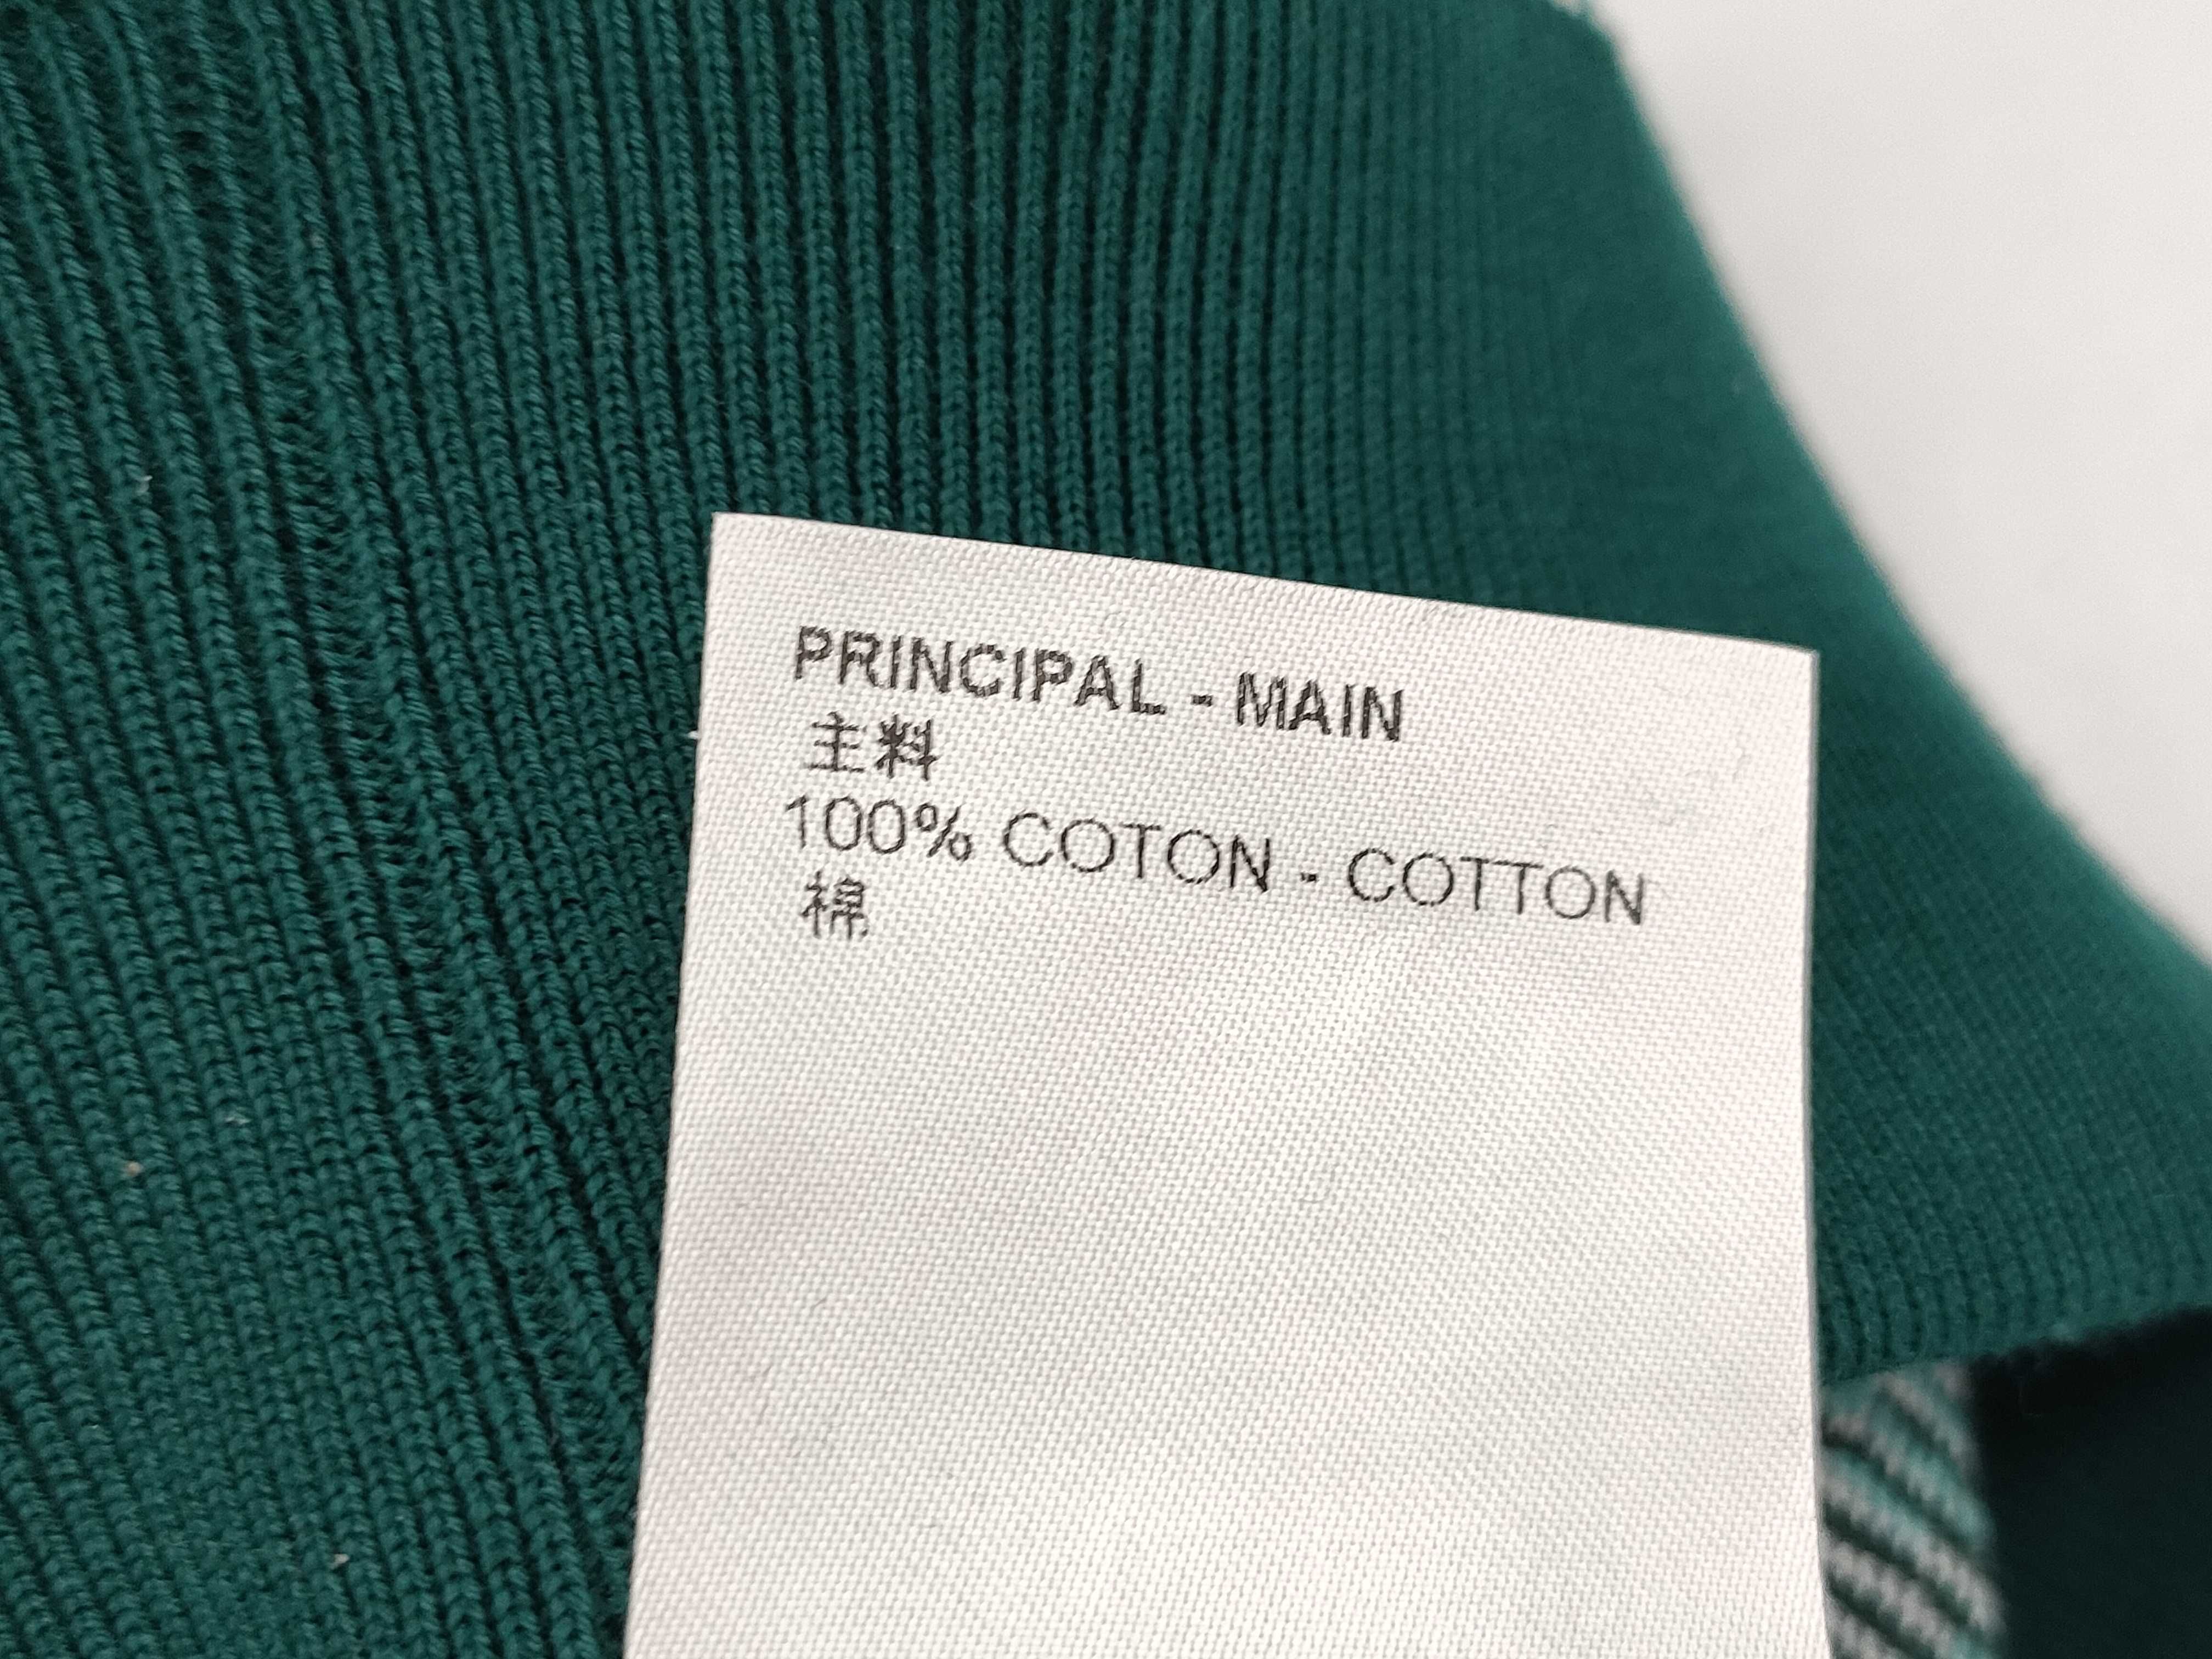 PRINCIPAL - MAIN
主料
100% COTON - COTTON
棉